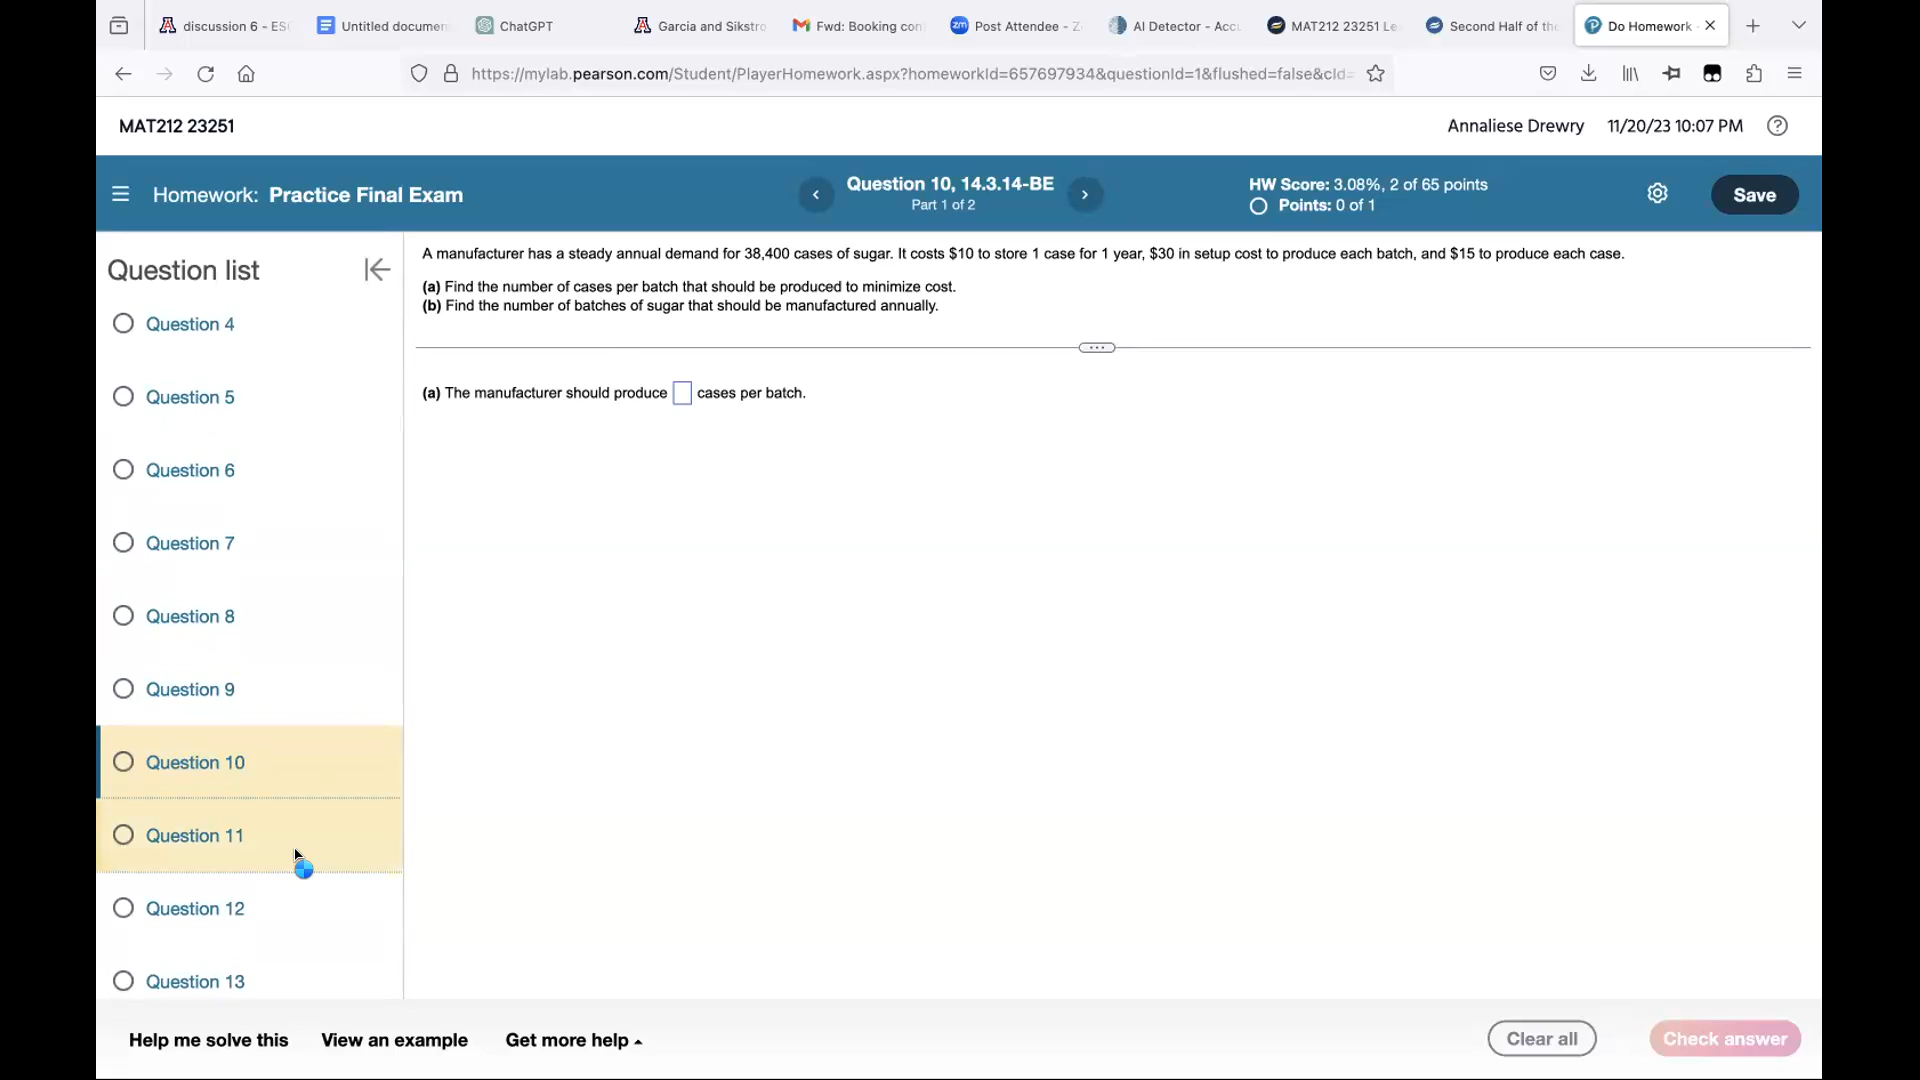 discussion 6 - ES
Untitled documen
ChatGPT
Garcia and Sikstro
Fwd: Booking con
zm Post Attendee - Z
AI Detector - Accu
MAT212 23251 Le
Second Half of the
Do Homework
https://mylab.pearson.com/Student/PlayerHomework.aspx?homeworkId=657697934&questionId=1&flushed=false&cId=
MAT212 23251
Annaliese Drewry
11/20/23 10:07 PM
Homework: Practice Final Exam
Question 10, 14.3.14-BE
Part 1 of 2
HW Score: 3.08%, 2 of 65 points
Points: 0 of 1
Save
Question list
Question 4
Question 5
Question 6
Question 7
Question 8
Question 9
Question 10
Question 11
Question 12
Question 13
A manufacturer has a steady annual demand for 38,400 cases of sugar. It costs $10 to store 1 case for 1 year, $30 in setup cost to produce each batch, and $15 to produce each case.
(a) Find the number of cases per batch that should be produced to minimize cost.
(b) Find the number of batches of sugar that should be manufactured annually.
(a) The manufacturer should produce cases per batch.
Help me solve this
View an example
Get more help
Clear all
Check answer